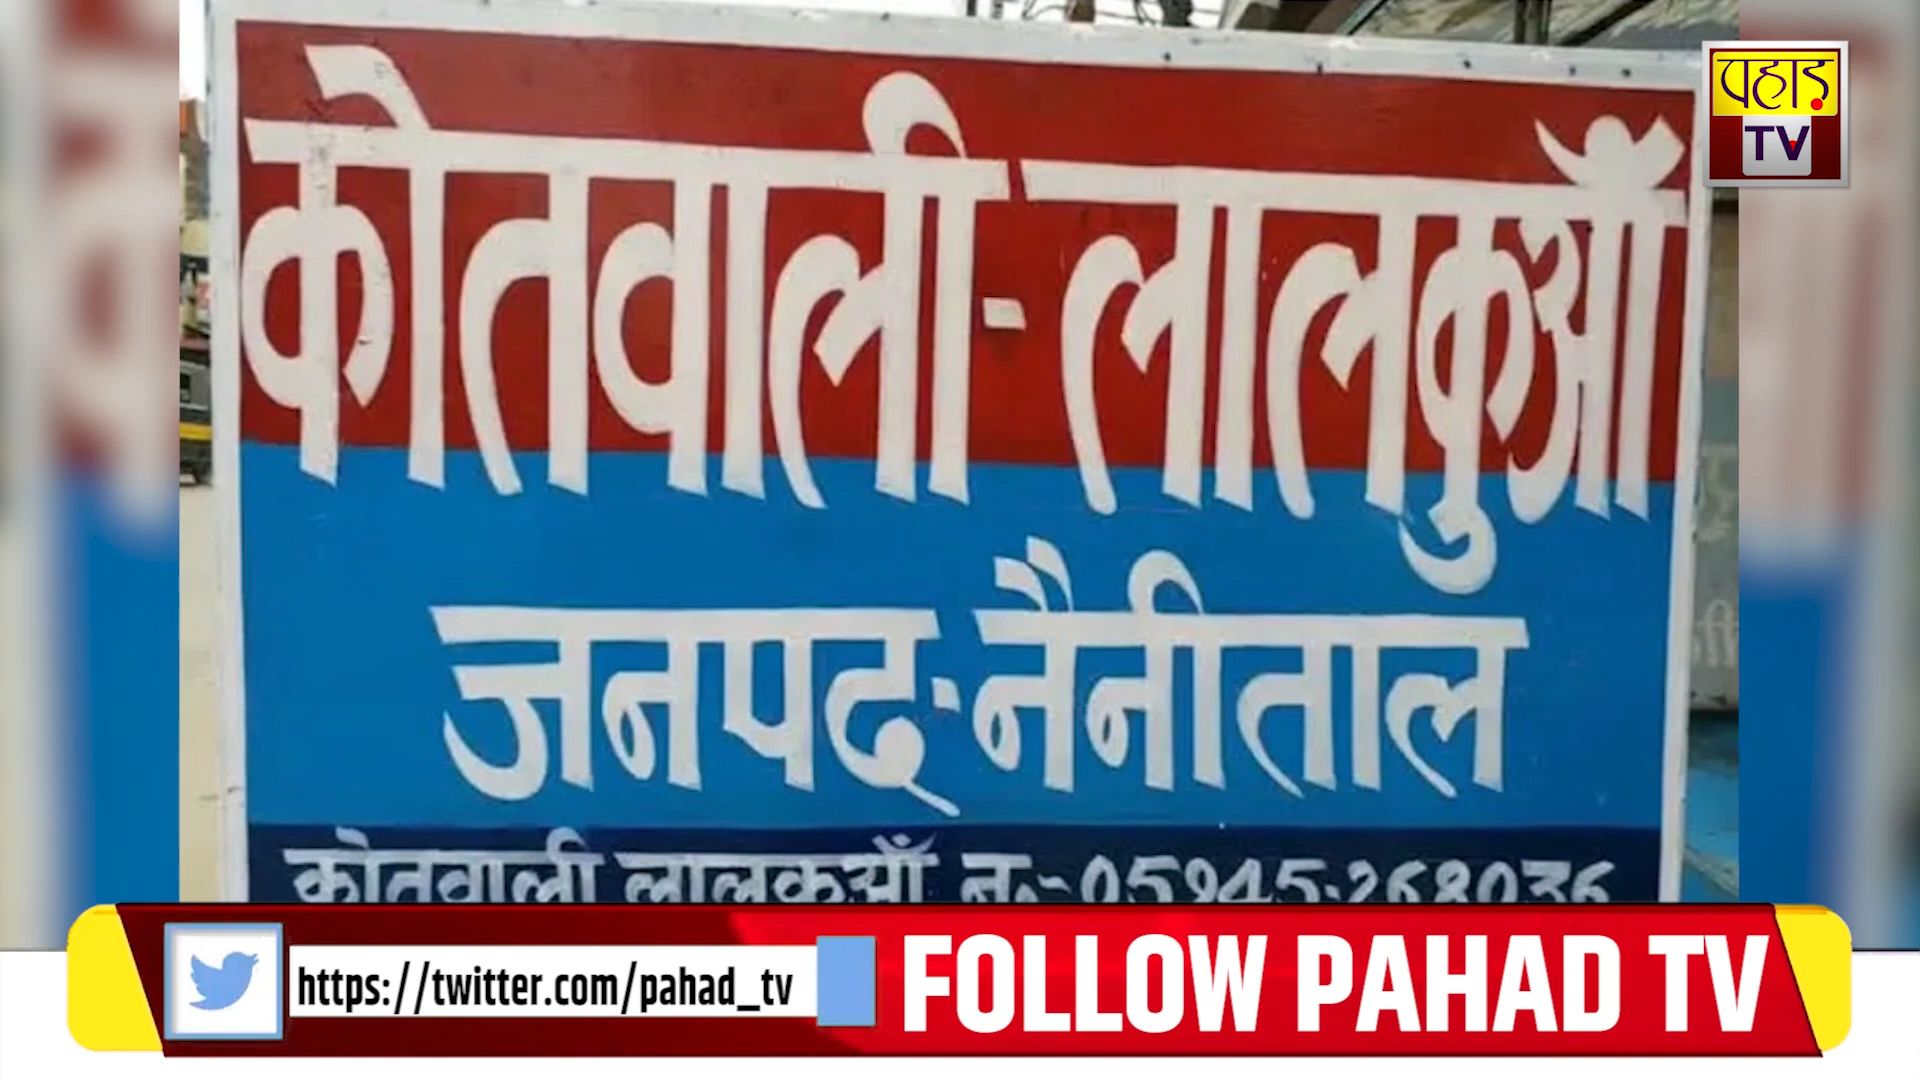 पहाड़
TV
कोतवाली-लालकुआँ
जनपद्-नैनीताल
कोतवाली लालकुआँ न.-05945-268036
https://twitter.com/pahad_tv
FOLLOW PAHAD TV